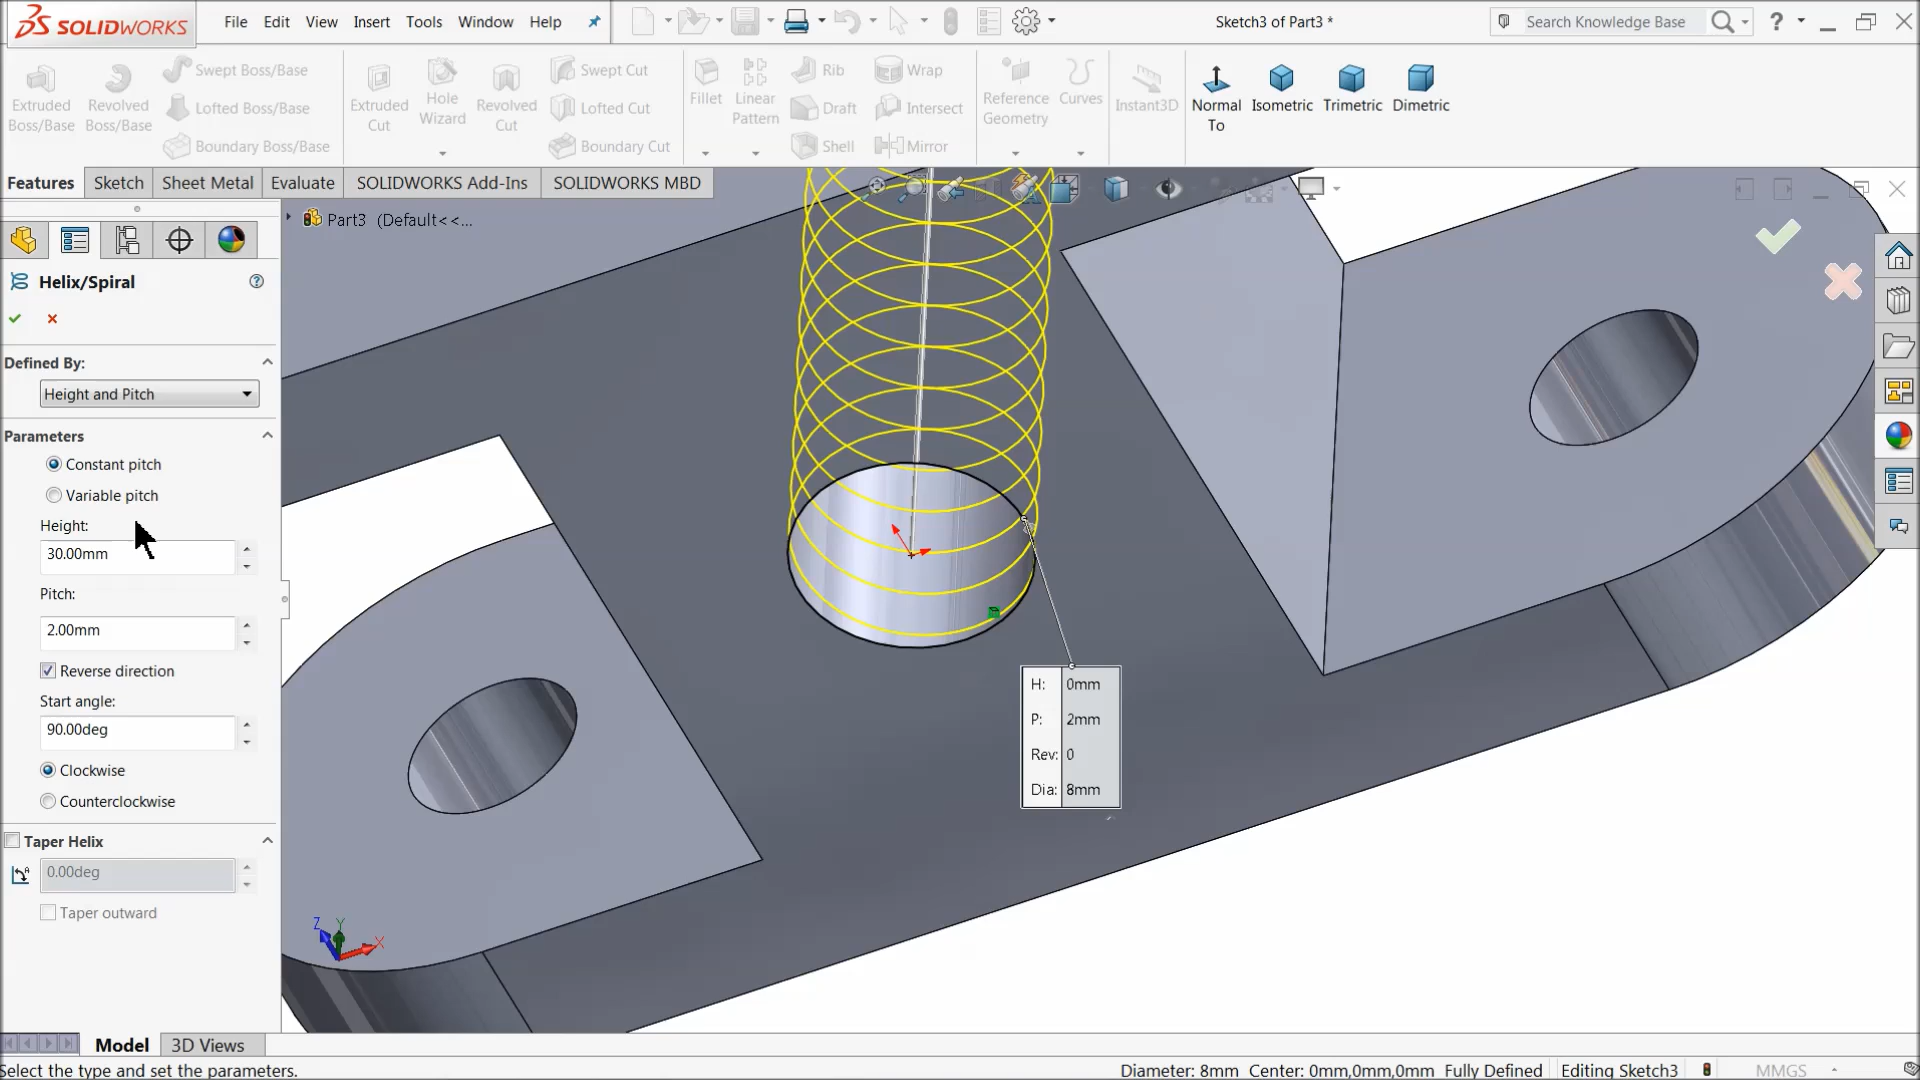 SOLIDWORKS
File Edit View Insert Tools Window Help
Sketch3 of Part3 *
Search Knowledge Base
?
Extruded Boss/Base
Revolved Boss/Base
Swept Boss/Base
Lofted Boss/Base
Boundary Boss/Base
Extruded Cut
Hole Wizard
Revolved Cut
Swept Cut
Lofted Cut
Boundary Cut
Fillet
Linear Pattern
Rib
Draft
Shell
Wrap
Intersect
Mirror
Reference Geometry
Curves
Instant3D
Normal To
Isometric
Trimetric
Dimetric
Features Sketch Sheet Metal Evaluate SOLIDWORKS Add-Ins SOLIDWORKS MBD
Part3 (Default<<...
Helix/Spiral
Defined By:
Height and Pitch
Parameters
Constant pitch
Variable pitch
Height:
30.00mm
Pitch:
2.00mm
Reverse direction
Start angle:
90.00deg
Clockwise
Counterclockwise
Taper Helix
0.00deg
Taper outward
H: 0mm
P: 2mm
Rev: 0
Dia: 8mm
Z Y X
Model 3D Views
Select the type and set the parameters.
Diameter: 8mm Center: 0mm,0mm,0mm Fully Defined Editing Sketch3 MMGS